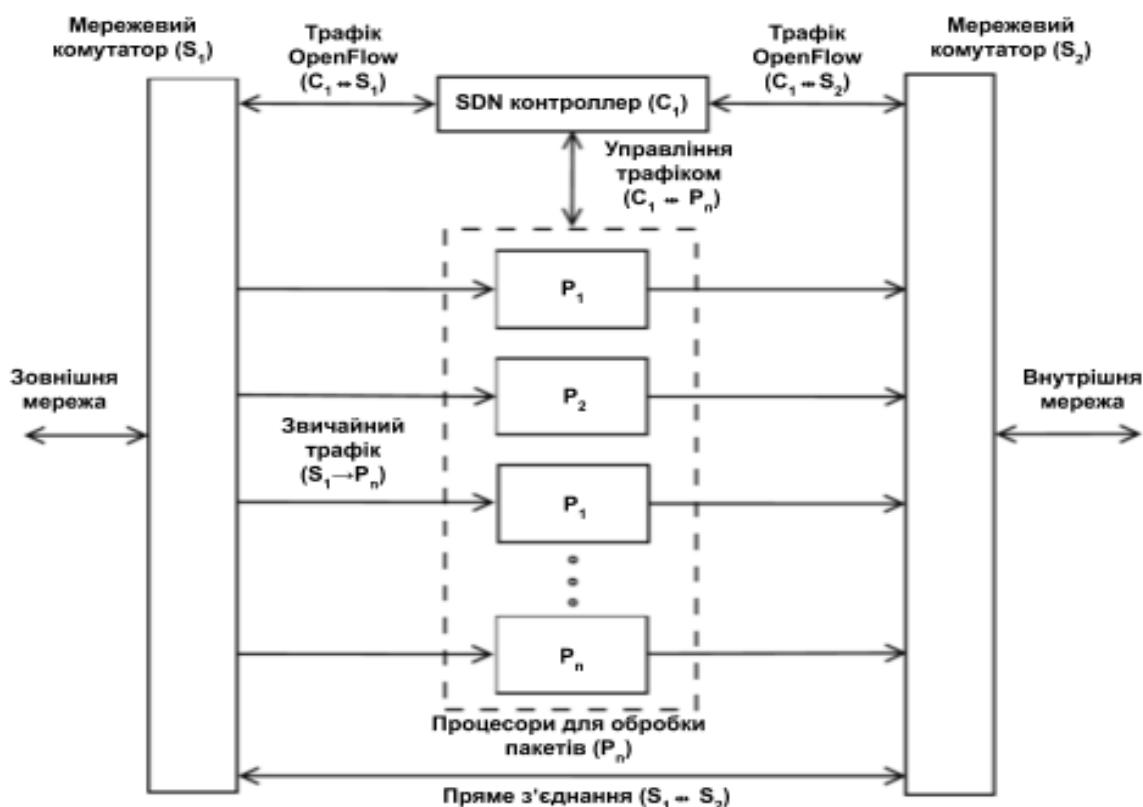 Мережевий
комутатор (S₁)
Трафік
OpenFlow
(C₁ ↔ S₁)
SDN контроллер (C₁)
Трафік
OpenFlow
(C₁ ↔ S₂)
Мережевий
комутатор (S₂)
Управління
трафіком
(C₁ ↔ Pₙ)
P₁
P₂
Зовнішня
мережа
Звичайний
трафік
(S₁→Pₙ)
Внутрішня
мережа
P₁
Pₙ
Процесори для обробки
пакетів (Pₙ)
Пряме з'єднання (S₁ ↔ S₂)